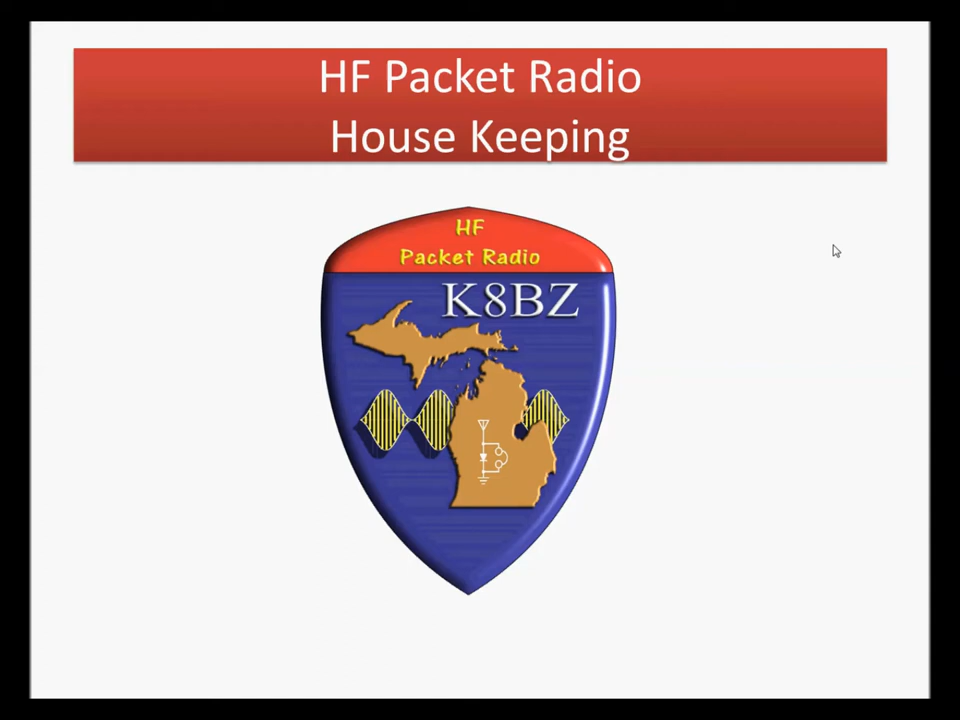 HF Packet Radio
House Keeping
HF
Packet Radio
K8BZ